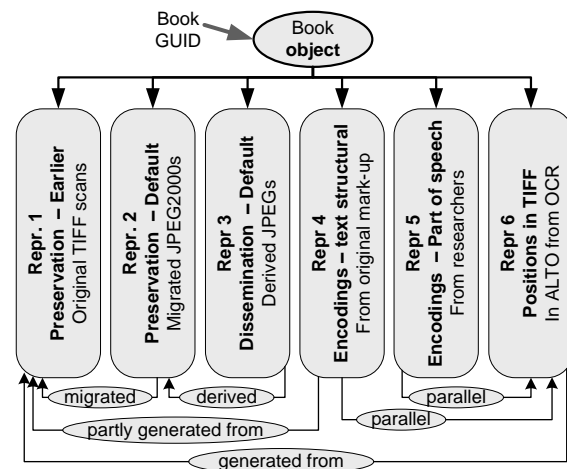 Book
GUID
Book
object
Repr. 1
Preservation – Earlier
Original TIFF scans
Repr. 2
Preservation – Default
Migrated JPEG2000s
Repr 3
Dissemination – Default
Derived JPEGs
Repr 4
Encodings – text structural
From original mark-up
Repr 5
Encodings – Part of speech
From researchers
Repr 6
Positions in TIFF
In ALTO from OCR
migrated
derived
parallel
parallel
partly generated from
generated from